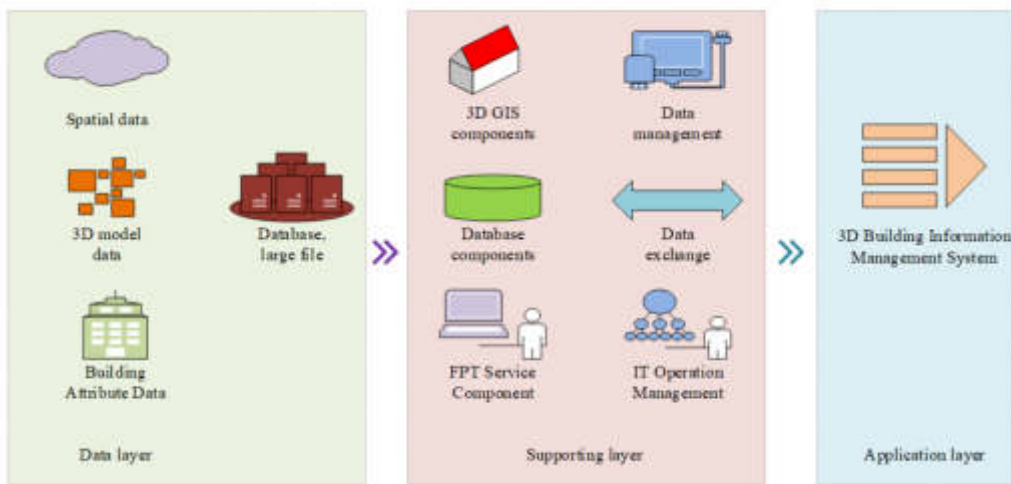 Spatial data
3D model
data
Database,
large file
Building
Attribute Data
Data layer
3D GIS
components
Data
management
Database
components
Data
exchange
FPT Service
Component
IT Operation
Management
Supporting layer
3D Building Information
Management System
Application layer